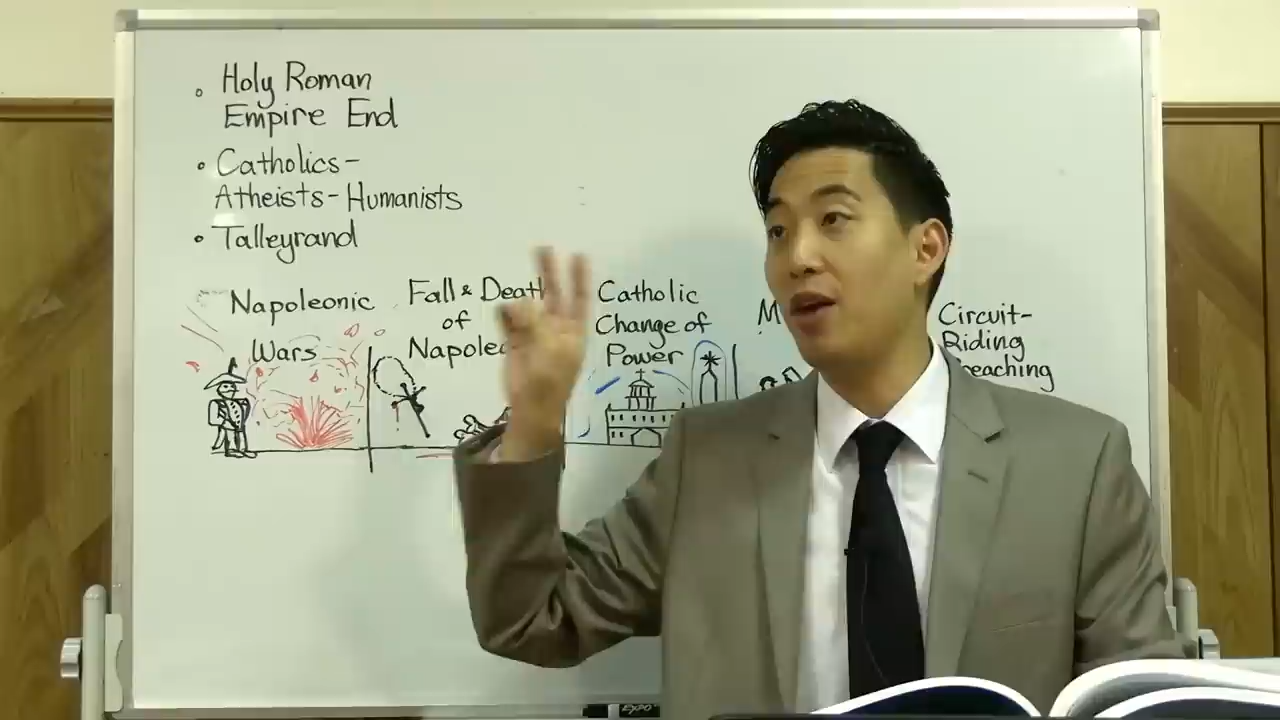 Holy Roman
Empire End
Catholics-
Atheists-Humanists
Talleyrand
Napoleonic
Wars
Fall & Death
of
Catholic
Change of
Power
Circuit-
Riding
EXPO